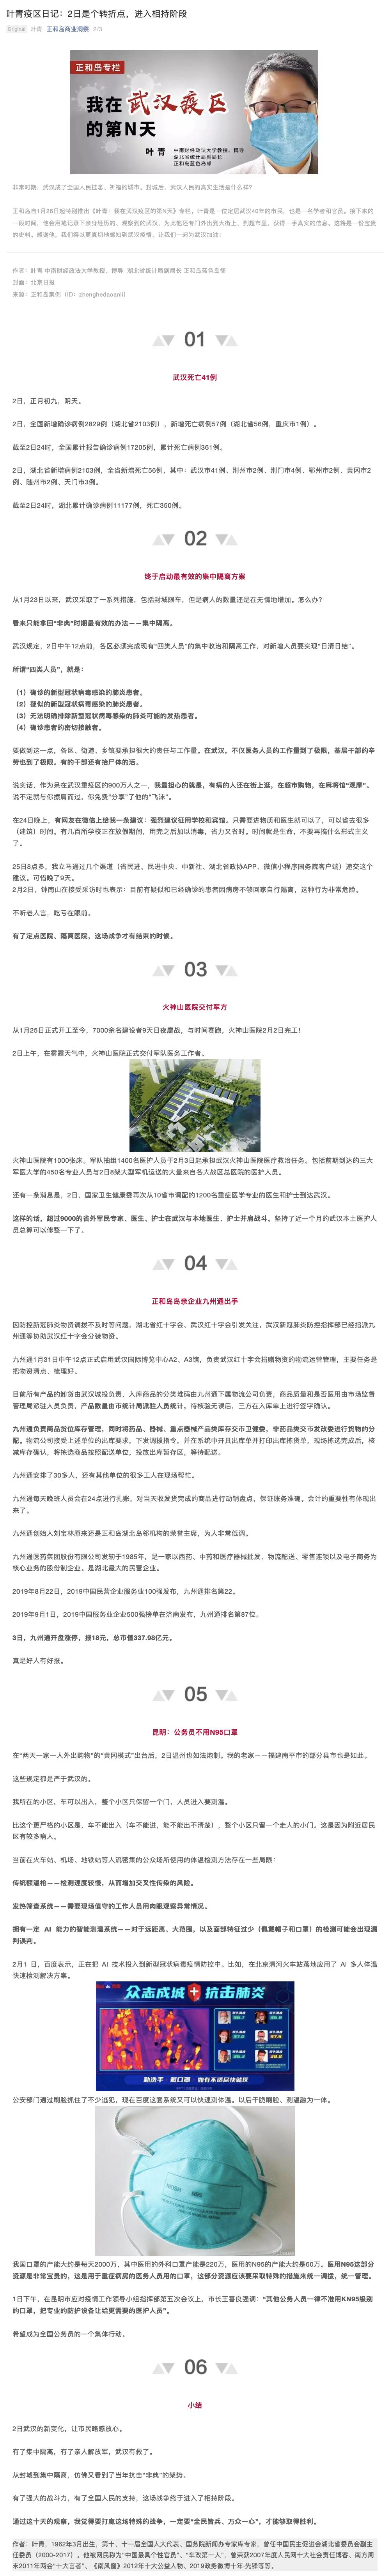 叶青疫区日记：2日是个转折点，进入相持阶段
Original 叶青 正和岛商业洞察 2/3
正和岛专栏
我在武汉疫区
的第N天
叶青
中南财经政法大学教授、博导
湖北省统计局副局长
正和岛岛邻
非常时期，武汉成了全国人民挂念、祈福的城市。封城后，武汉人民的真实生活是什么样？
正和岛自1月26日起特别推出《叶青：我在武汉疫区的第N天》专栏。叶青是一位定居武汉40年的市民，也是一名学者和官员。接下来的
一段时间，他会用笔记录下亲身经历的、观察到的武汉，为此他还专门外出到大街上、到超市里，获得一手真实的信息。这将是一份宝贵
的史料。感谢他，我们得以更真切地感知到武汉疫情。让我们一起为武汉加油！
作者：叶青 中南财经政法大学教授，博导 湖北省统计局副局长 正和岛蓝色岛邻
封面：北京日报
来源：正和岛案例（ID：zhenghedaoanli）
01
武汉死亡41例
2日，正月初九，阴天。
2日，全国新增确诊病例2829例（湖北省2103例），新增死亡病例57例（湖北省56例，重庆市1例）。
截至2日24时，全国累计报告确诊病例17205例，累计死亡病例361例。
2日，湖北省新增病例2103例，全省新增死亡56例，其中：武汉市41例、荆州市2例、荆门市4例、鄂州市2例、黄冈市2
例、随州市2例、天门市3例。
截至2日24时，湖北累计确诊病例11177例，死亡350例。
02
终于启动最有效的集中隔离方案
从1月23日以来，武汉采取了一系列措施，包括封城限车，但是病人的数量还是在无情地增加。怎么办？
看来只能拿回“非典”时期最有效的办法——集中隔离。
武汉规定，2日中午12点前，各区必须完成现有“四类人员”的集中收治和隔离工作，对新增人员要实现“日清日结”。
所谓“四类人员”，就是：
（1）确诊的新型冠状病毒感染的肺炎患者。
（2）疑似的新型冠状病毒感染的肺炎患者。
（3）无法明确排除新型冠状病毒感染的肺炎可能的发热患者。
（4）确诊患者的密切接触者。
要做到这一点，各区、街道、乡镇要承担很大的责任与工作量。在武汉，不仅医务人员的工作量到了极限，基层干部的辛
劳也到了极限。有的干部还有抬尸体的活。
说实话，作为呆在武汉重疫区的900万人之一，我最担心的就是，有病的人还在街上逛，在超市购物，在麻将馆“观摩”。
说不定就与你擦肩而过，你免费“分享”了他的“飞沫”。
在24日晚上，有网友在微信上给我一条建议：强烈建议征用学校和宾馆。只需要进物质和医生就可以了，可以省去很多
（建筑）时间。有几百所学校正在放假期间，用完之后加以消毒，省力又省时。时间就是生命，不要再搞什么形式主义
了。
25日8点多，我立马通过几个渠道（省民进、民进中央、中新社、湖北省政协APP、微信小程序国务院客户端）递交这个
建议。可惜晚了9天。
2月2日，钟南山在接受采访时也表示：目前有疑似和已经确诊的患者因病房不够回家自行隔离，这种行为非常危险。
不听老人言，吃亏在眼前。
有了定点医院、隔离医院，这场战争才有结束的时候。
03
火神山医院交付军方
从1月25日正式开工至今，7000余名建设者9天日夜鏖战，与时间赛跑，火神山医院2月2日完工！
2日上午，在雾霾天气中，火神山医院正式交付军队医务工作者。
火神山医院有1000张床。军队抽组1400名医护人员于2月3日起承担武汉火神山医院医疗救治任务。包括前期到达的三大
军医大学的450名专业人员与2日8架大型军机运送的大量来自各大战区总医院的医护人员。
还有一条消息是，2日，国家卫生健康委再次从10省市调配的1200名重症医学专业的医生和护士到达武汉。
这样的话，超过9000的省外军民专家、医生、护士在武汉与本地医生、护士并肩战斗。坚持了近一个月的武汉本土医护人
员总算可以修整一下了。
04
正和岛岛亲企业九州通出手
因防控新冠肺炎物资调拨不及时等问题，湖北省红十字会、武汉红十字会引发关注。武汉新冠肺炎防控指挥部已经指派九
州通等协助武汉红十字会分装物资。
九州通1月31日中午12点正式启用武汉国际博览中心A2、A3馆，负责武汉红十字会捐赠物资的物流运营管理，主要任务是
把物资清点、梳理好。
目前所有产品的卸货由武汉城投负责，入库商品的分类堆码由九州通下属物流公司负责，商品质量和是否医用由市场监督
管理局派驻人员负责，产品数量由市统计局派驻人员统计。待核验无误后，三方在入库单上进行签字确认。
九州通负责商品货位库存管理，同时将药品、器械、重点器械产品类库存交市卫健委，非药品类交市发改委进行货物的分
配。物流公司接受上述单位的出库要求，下发调拨指令，并在系统中开具出库单并打印出库拣货单，现场拣选完成后，核
减库存确认，将拣选商品按照配送单位，投放出库暂存区，等待配送。
九州通安排了30多人，还有其他单位的很多工人在现场帮忙。
九州通每天晚班人员会在24点进行扎账，对当天收发货完成的商品进行动销盘点，保证账务准确。会计的重要性有体现出
来了。
九州通创始人刘宝林原来还是正和岛湖北岛邻机构的荣誉主席，为人非常低调。
九州通医药集团股份有限公司发轫于1985年，是一家以西药、中药和医疗器械批发、物流配送、零售连锁以及电子商务为
核心业务的股份制企业，是湖北最大的民营企业。
2019年8月22日，2019中国民营企业服务业100强发布，九州通排名第22。
2019年9月1日，2019中国服务业企业500强榜单在济南发布，九州通排名第87位。
3日，九州通开盘涨停，报18元，总市值337.98亿元。
真是好人有好报。
05
昆明：公务员不用N95口罩
在“两天一家一人外出购物”的“黄冈模式”出台后，2日温州也如法炮制。我的老家——福建南平市的部分县市也是如此。
这些规定都是严于武汉的。
我所在的小区，车可以出入，整个小区只保留一个门，人员进入要测温。
比这个更严格的小区是，车不能出入（车不能进，能不能出不清楚），整个小区只留一个走人的小门。这是因为附近居民
区有较多病人。
当前在火车站、机场、地铁站等人流密集的公众场所使用的体温检测方法存在一些局限：
传统额温枪——检测速度较慢，从而增加交叉性传染的风险。
发热筛查系统——需要现场值守的工作人员用肉眼观察异常情况。
拥有一定 AI 能力的智能测温系统——对于远距离、大范围，以及面部特征过少（佩戴帽子和口罩）的检测可能会出现漏
判误判。
2月1 日，百度表示，正在把 AI 技术投入到新型冠状病毒疫情防控中。比如，在北京清河火车站落地应用了 AI 多人体温
快速检测解决方案。
众志成城 抗击肺炎
勤洗手 戴口罩 如有不适尽快就医
公安部门通过刷脸抓住了不少逃犯，现在百度这套系统又可以快速测体温。以后干脆刷脸、测温融为一体。
我国口罩的产能大约是每天2000万，其中医用的外科口罩产能是220万，医用的N95的产能大约是60万。医用N95这部分
资源是非常宝贵的，这是用于重症病房的医务人员用的口罩，这部分资源应该要采取特殊的措施来统一调拨，统一管理。
1日下午，在昆明市应对疫情工作领导小组指挥部第五次会议上，市长王喜良强调：“其他公务人员一律不准用KN95级别
的口罩，把专业的防护设备让给更需要的医护人员”。
希望成为全国公务员的一个集体行动。
06
小结
2日武汉的新变化，让市民略感放心。
有了集中隔离，有了亲人解放军，武汉有救了。
从封城到集中隔离，仿佛又看到了当年抗击“非典”的架势。
有了强大的战斗力，有了全国人民的支持，这场战争终于进入了相持阶段。
通过这十天的观察，我觉得要打赢这场特殊的战争，一定要“全民皆兵、万众一心”，才能够取得胜利。
作者：叶青，1962年3月出生，第十、十一届全国人大代表、国务院新闻办专家库专家，曾任中国民主促进会湖北省委员会副主
任委员（2000-2017）。他被网民称为“中国最具个性官员”、“车改第一人”，曾荣获2007年度人民网十大社会责任博客、南方周
末2011年两会“十大言者”、《南风窗》2012年十大公益人物、2019政务微博十年·先锋等等。